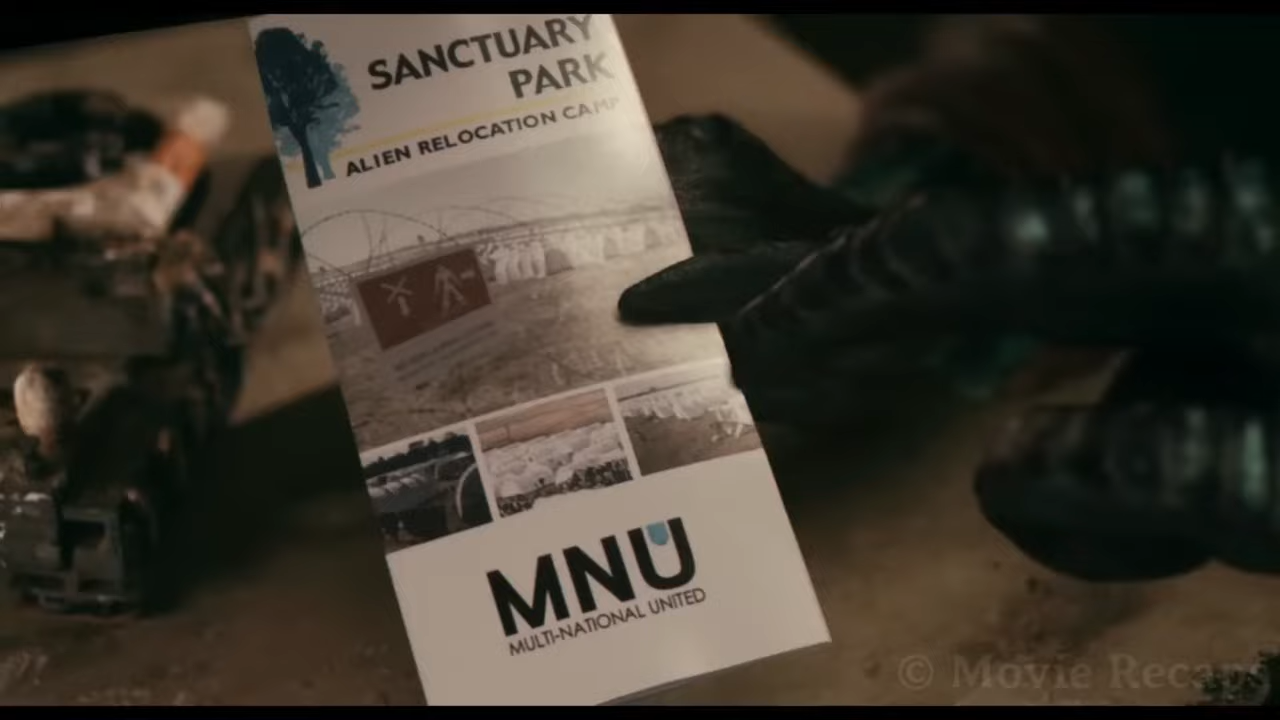 SANCTUARY
PARK
ALIEN RELOCATION CAMP
MNU
MULTI-NATIONAL UNITED
© Movie Recaps